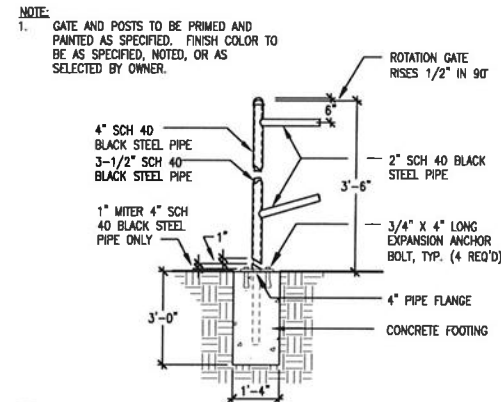 NOTE:
1. GATE AND POSTS TO BE PRIMED AND
PAINTED AS SPECIFIED. FINISH COLOR TO
BE AS SPECIFIED, NOTED, OR AS
SELECTED BY OWNER.
ROTATION GATE
RISES 1/2" IN 90°
6"
4" SCH 40
BLACK STEEL PIPE
3-1/2" SCH 40
BLACK STEEL PIPE
2" SCH 40 BLACK
STEEL PIPE
3'-6"
1" MITER 4" SCH
40 BLACK STEEL
PIPE ONLY
1"
3/4" X 4" LONG
EXPANSION ANCHOR
BOLT, TYP. (4 REQ'D)
4" PIPE FLANGE
3'-0"
CONCRETE FOOTING
1'-4"